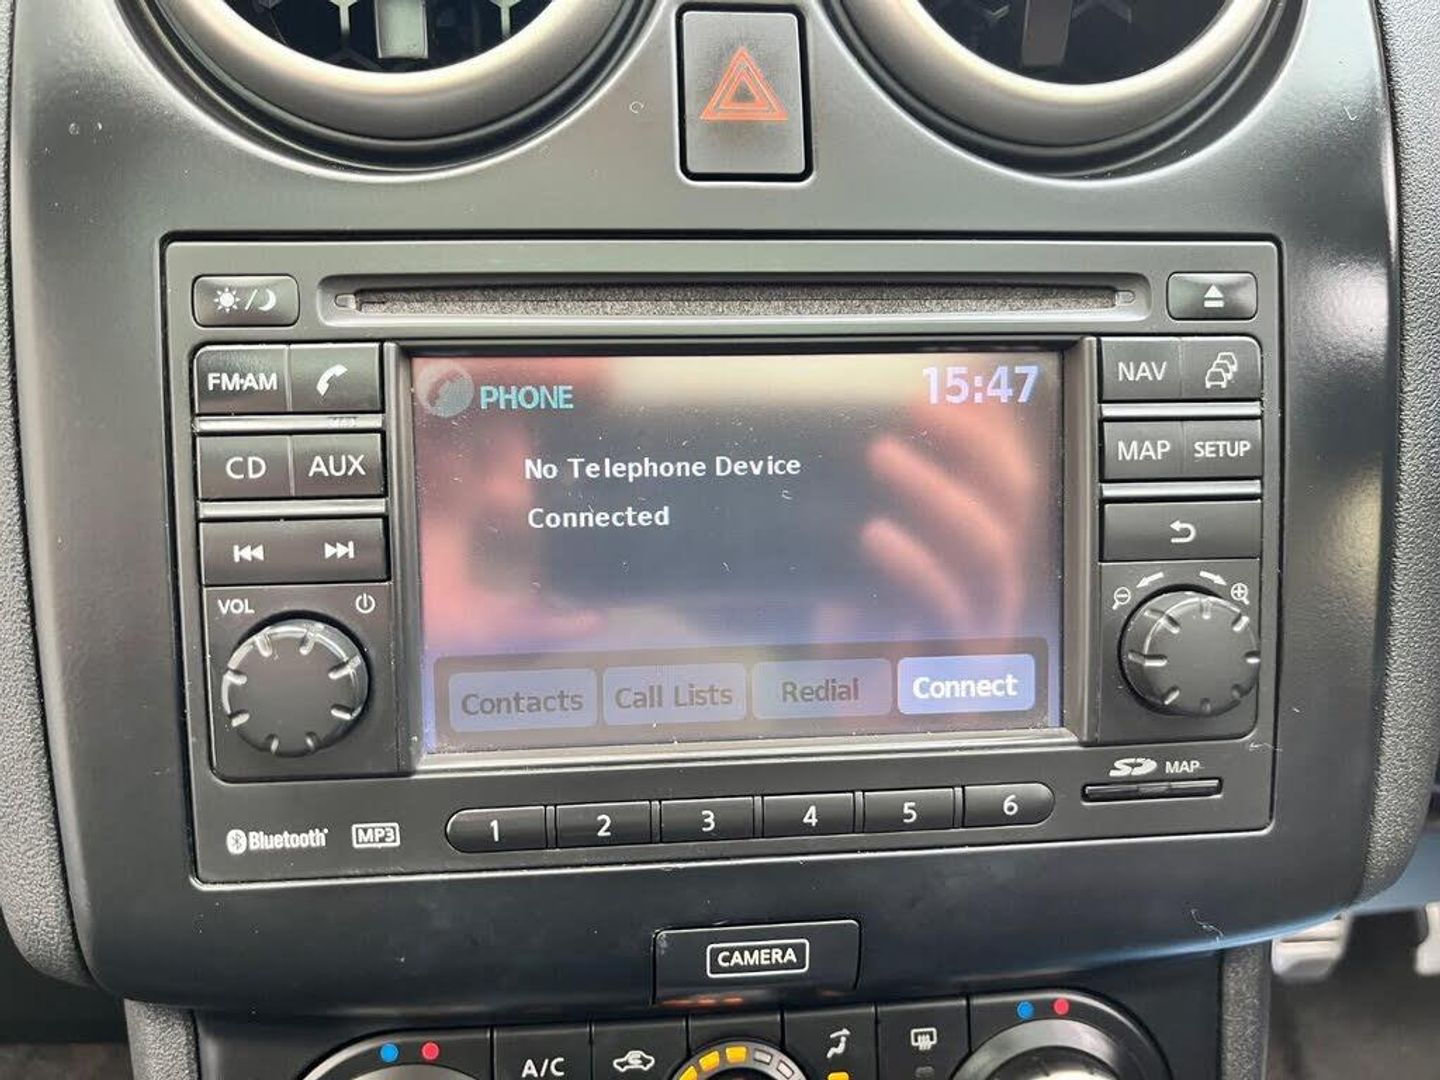 FM•AM
CD AUX
VOL
PHONE 15:47
No Telephone Device
Connected
Contacts Call Lists Redial Connect
NAV
MAP SETUP
SD MAP
Bluetooth MP3
1 2 3 4 5 6
CAMERA
A/C